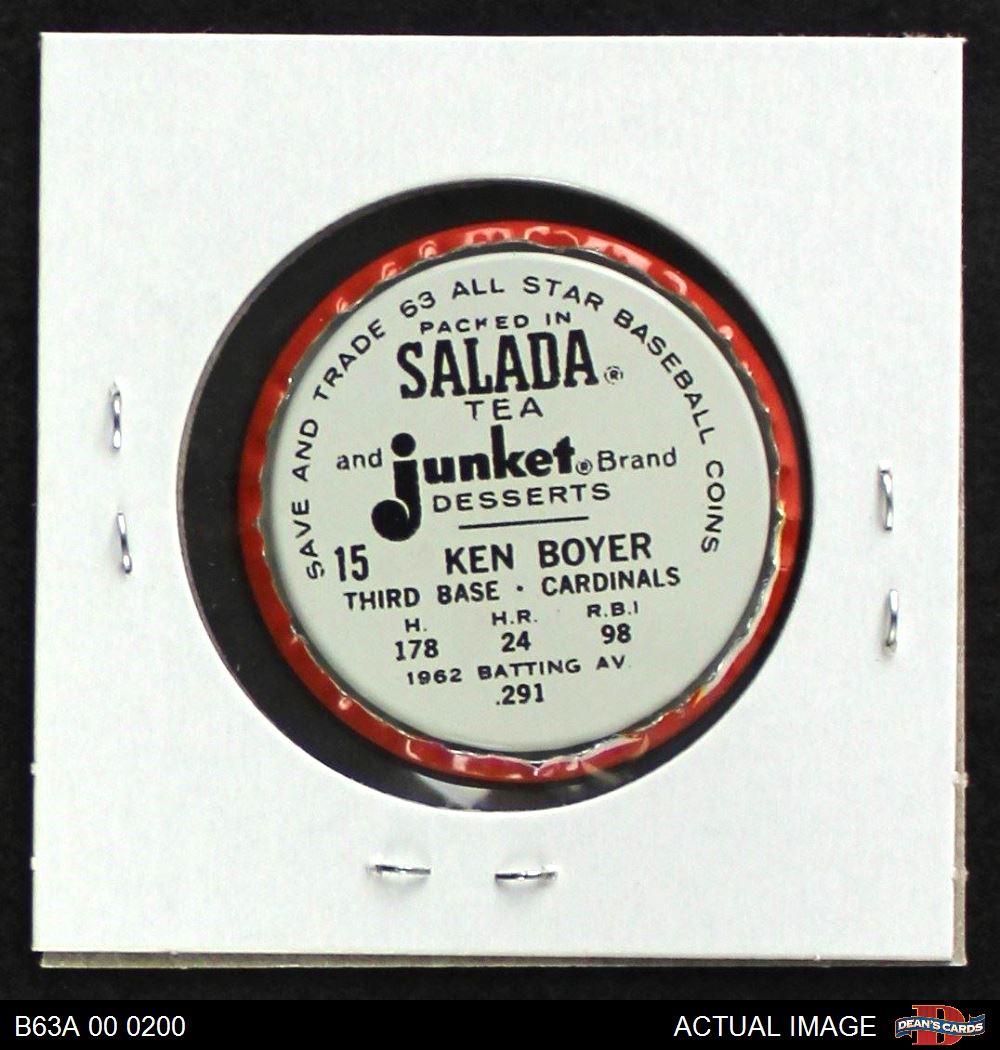 SAVE AND TRADE 63 ALL STAR BASEBALL COINS
PACKED IN
SALADA ®
TEA
and junket ® Brand
DESSERTS
15 KEN BOYER
THIRD BASE · CARDINALS
H. H.R. R.B.I
178 24 98
1962 BATTING AV.
.291
B63A 00 0200 ACTUAL IMAGE
D
DEAN'S CARDS